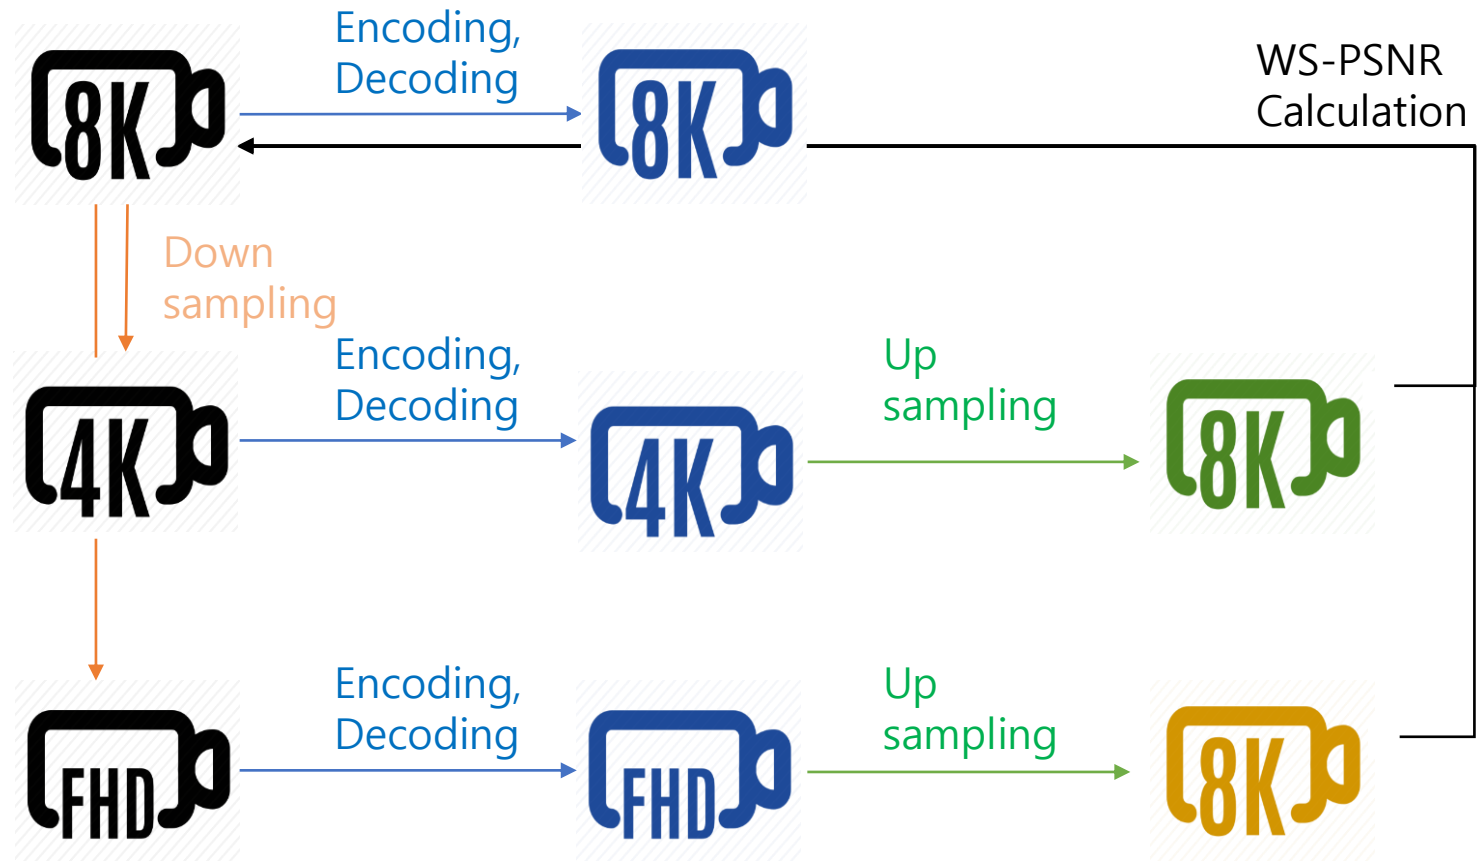 Encoding,
Decoding
WS-PSNR
Calculation
8K
8K
Down
sampling
Encoding,
Decoding
Up
sampling
4K
4K
8K
Encoding,
Decoding
Up
sampling
FHD
FHD
8K